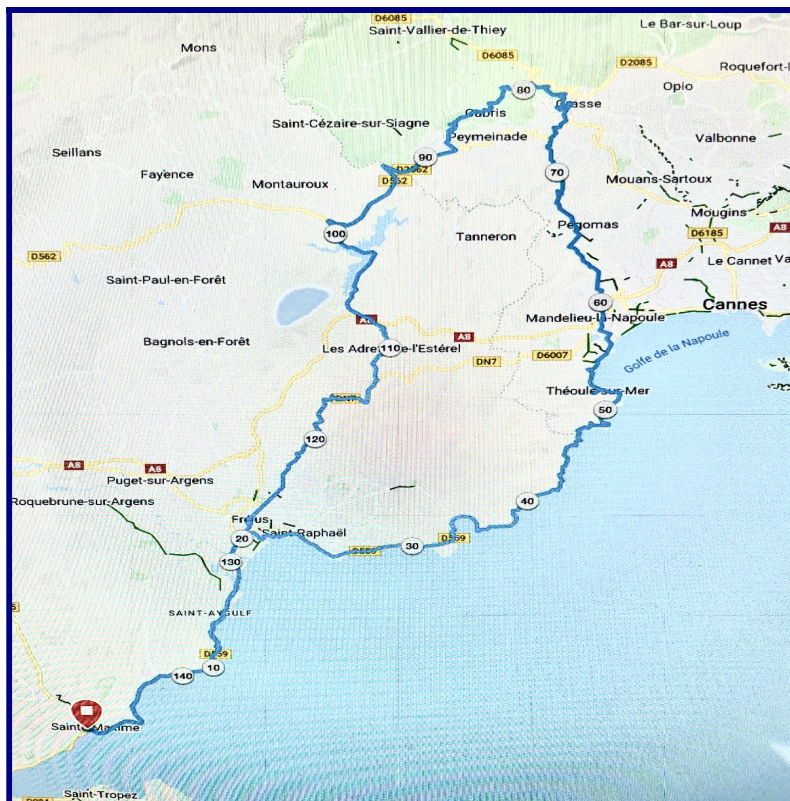 D6085
Le Bar-sur-Loup
Saint-Vallier-de-Thiey
Mons
D6085
D2085
Roquefort-l
Opio
80
Cabris
Grasse
Saint-Cézaire-sur-Siagne
Peymeinade
Valbonne
Seillans
90
D2562
D562
Fayence
Montauroux
70
Mouans-Sartoux
Mougins
100
Tanneron
Pégomas
D6185
A8
D562
A8
Le Cannet
Va
Saint-Paul-en-Forêt
60
Cannes
Mandelieu-la-Napoule
A8
A8
Bagnols-en-Forêt
Les Adrets-de-l'Estérel
110
DN7
D6007
Golfe de la Napoule
Théoule-sur-Mer
DN7
50
120
A8
A8
Puget-sur-Argens
Roquebrune-sur-Argens
40
Fréjus
Saint-Raphaël
20
D559
30
D559
130
SAINT-AYGULF
D559
10
140
Sainte-Maxime
Saint-Tropez